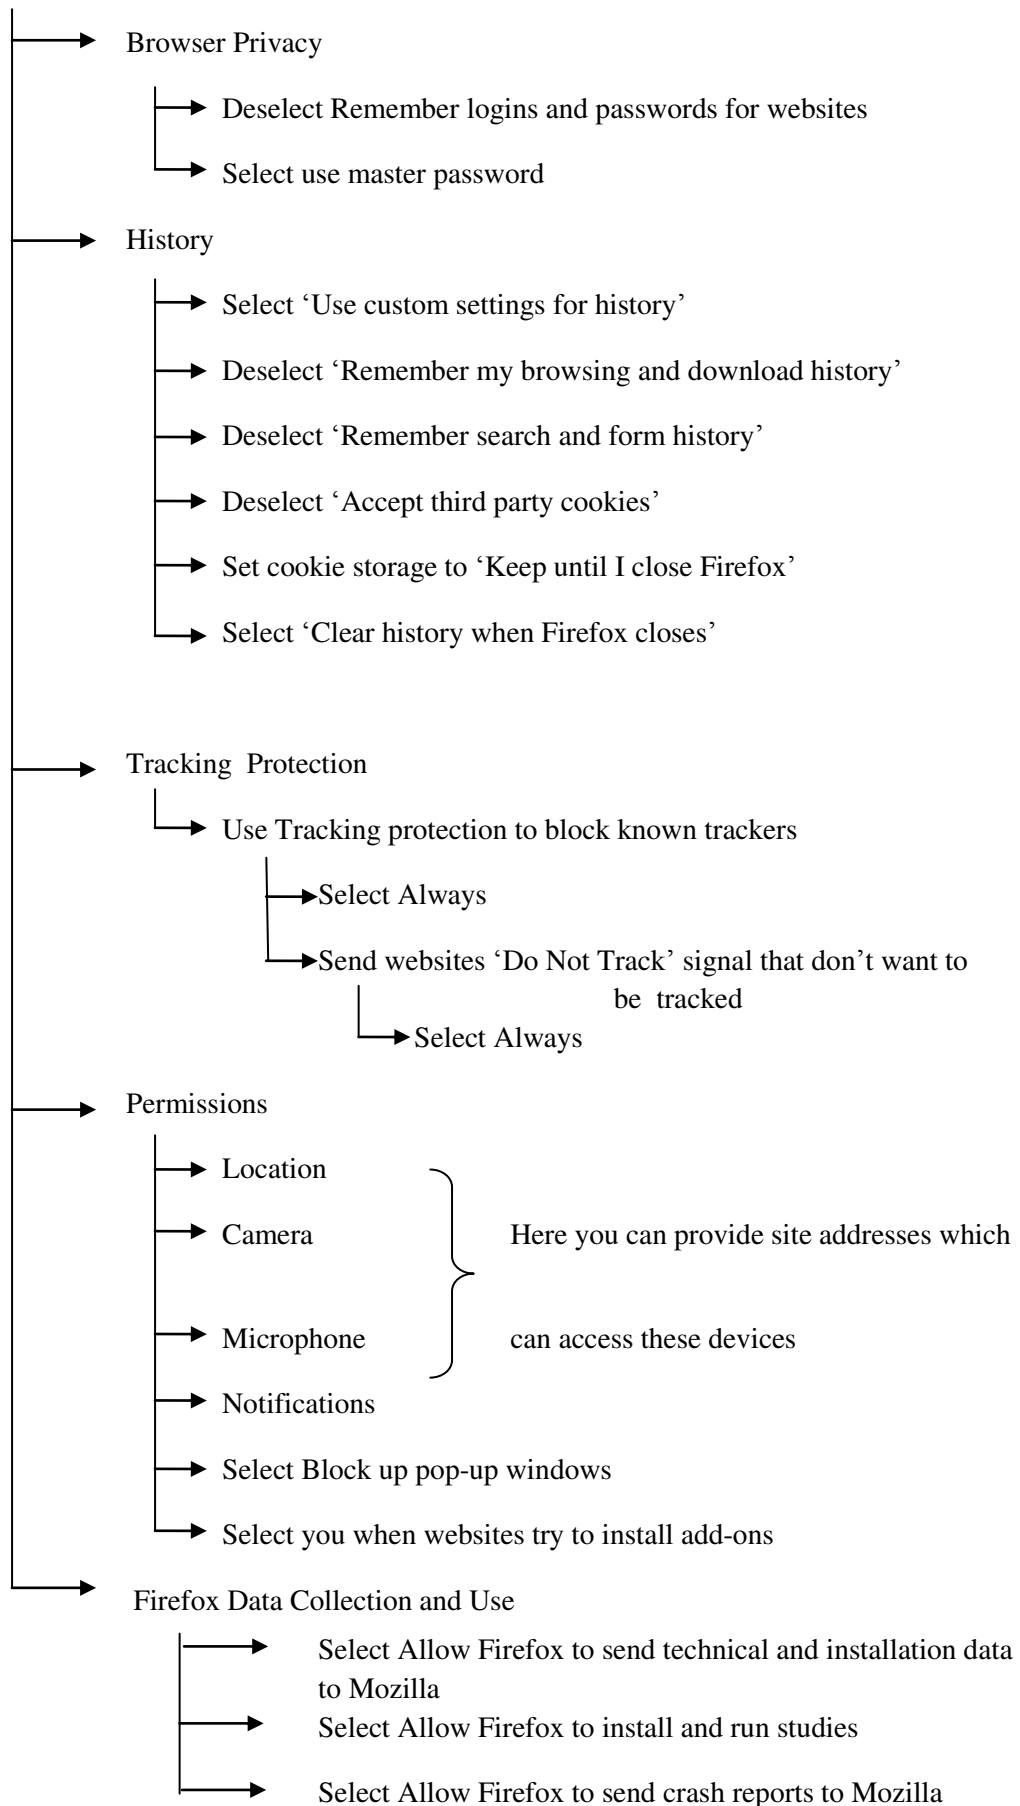 Browser Privacy
Deselect Remember logins and passwords for websites
Select use master password
History
Select ‘Use custom settings for history’
Deselect ‘Remember my browsing and download history’
Deselect ‘Remember search and form history’
Deselect ‘Accept third party cookies’
Set cookie storage to ‘Keep until I close Firefox’
Select ‘Clear history when Firefox closes’
Tracking Protection
Use Tracking protection to block known trackers
Select Always
Send websites ‘Do Not Track’ signal that don’t want to
be tracked
Select Always
Permissions
Location
Camera
Here you can provide site addresses which
Microphone
can access these devices
Notifications
Select Block up pop-up windows
Select you when websites try to install add-ons
Firefox Data Collection and Use
Select Allow Firefox to send technical and installation data
to Mozilla
Select Allow Firefox to install and run studies
Select Allow Firefox to send crash reports to Mozilla